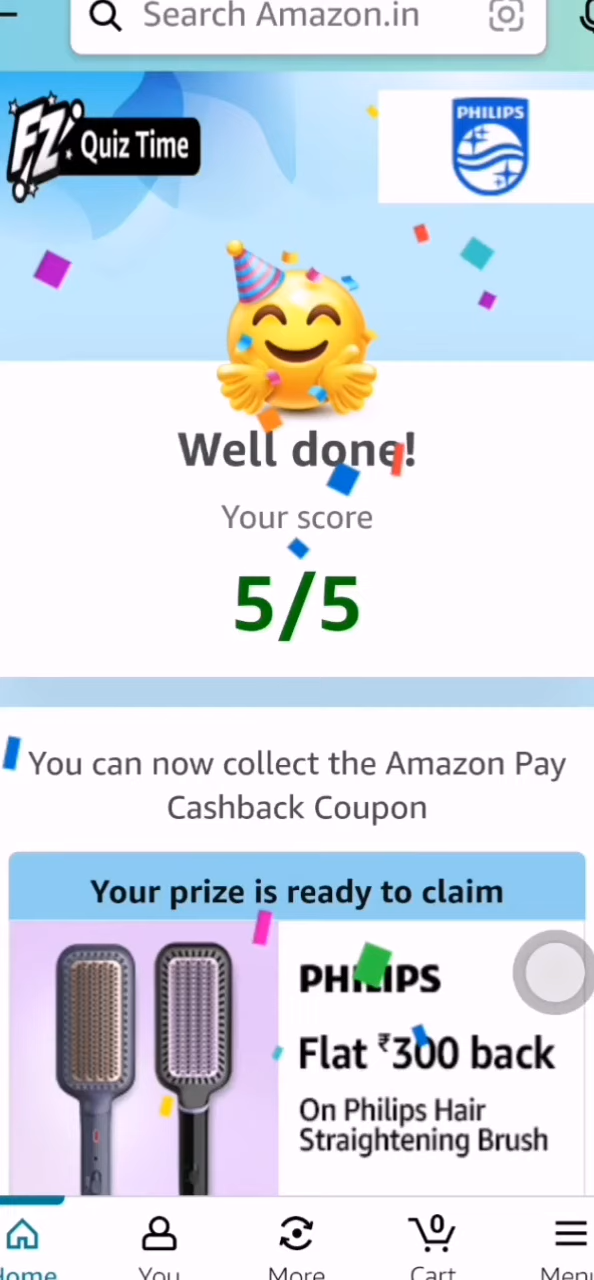 Search Amazon.in
FZ Quiz Time
PHILIPS
Well done!
Your score
5/5
You can now collect the Amazon Pay
Cashback Coupon
Your prize is ready to claim
PHILIPS
Flat ₹300 back
On Philips Hair
Straightening Brush
0
Home
You
More
Cart
Menu